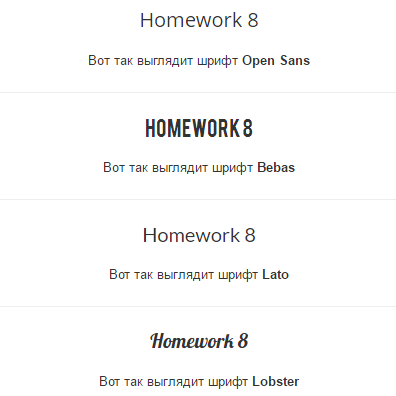 Homework 8
Вот так выглядит шрифт Open Sans
HOMEWORK 8
Вот так выглядит шрифт Bebas
Homework 8
Вот так выглядит шрифт Lato
Homework 8
Вот так выглядит шрифт Lobster